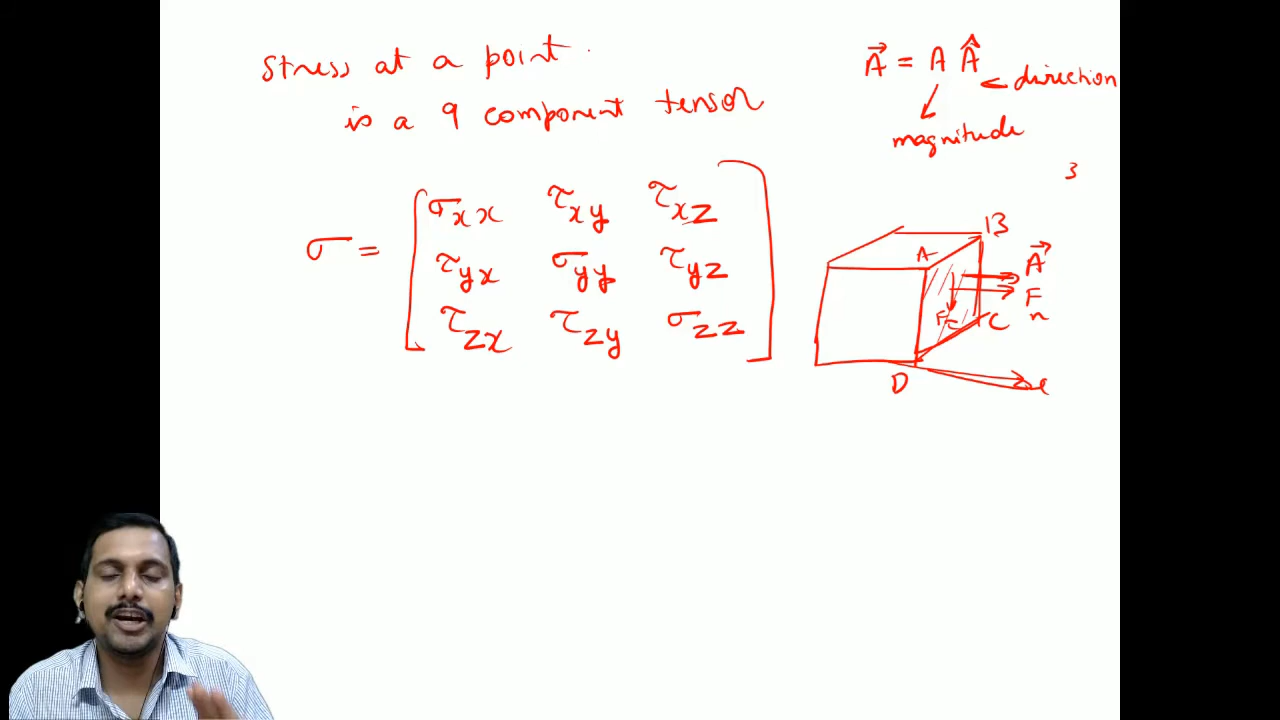 stress at a point
is a 9 component tensor
σ = [ σxx τxy τxz
τyx σyy τyz
τzx τzy σzz ]
A⃗ = A Â ← direction
magnitude
3
B
A
A⃗
F
n
C
D